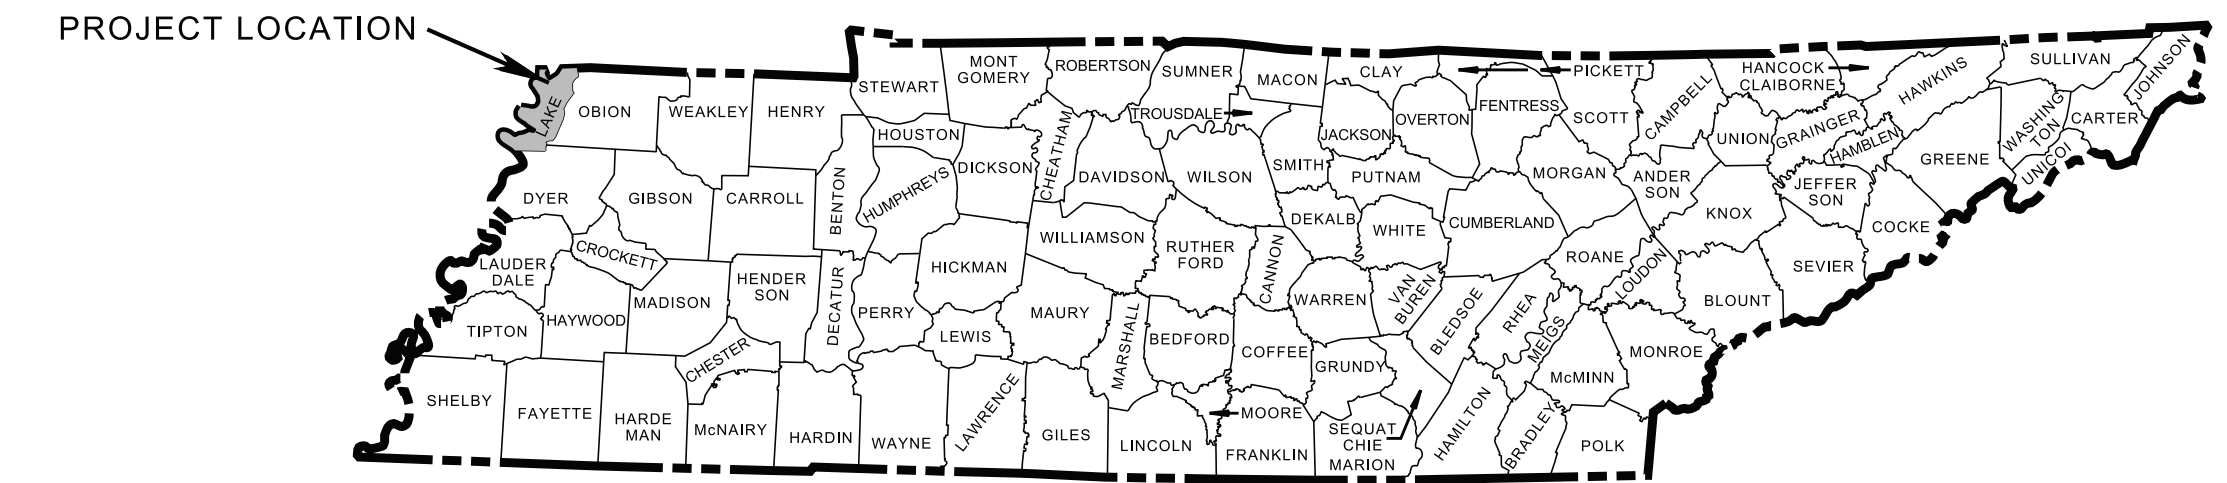 PROJECT LOCATION
LAKE
OBION
WEAKLEY
HENRY
STEWART
MONT
GOMERY
ROBERTSON
SUMNER
MACON
CLAY
PICKETT
HANCOCK
CLAIBORNE
HAWKINS
SULLIVAN
JOHNSON
TROUSDALE
JACKSON
OVERTON
FENTRESS
SCOTT
CAMPBELL
UNION
GRAINGER
HAMBLEN
WASHING
TON
CARTER
UNICOI
GREENE
HOUSTON
DICKSON
CHEATHAM
DAVIDSON
WILSON
SMITH
PUTNAM
MORGAN
ANDER
SON
KNOX
JEFFER
SON
COCKE
DYER
GIBSON
CARROLL
BENTON
HUMPHREYS
WILLIAMSON
RUTHER
FORD
CANNON
DEKALB
WHITE
CUMBERLAND
ROANE
LOUDON
BLOUNT
SEVIER
LAUDER
DALE
CROCKETT
HAYWOOD
MADISON
HENDER
SON
DECATUR
PERRY
HICKMAN
LEWIS
MAURY
MARSHALL
BEDFORD
COFFEE
WARREN
VAN
BUREN
BLEDSOE
RHEA
MEIGS
McMINN
MONROE
TIPTON
SHELBY
FAYETTE
HARDE
MAN
CHESTER
McNAIRY
HARDIN
WAYNE
LAWRENCE
GILES
LINCOLN
MOORE
FRANKLIN
GRUNDY
SEQUAT
CHIE
MARION
HAMILTON
BRADLEY
POLK